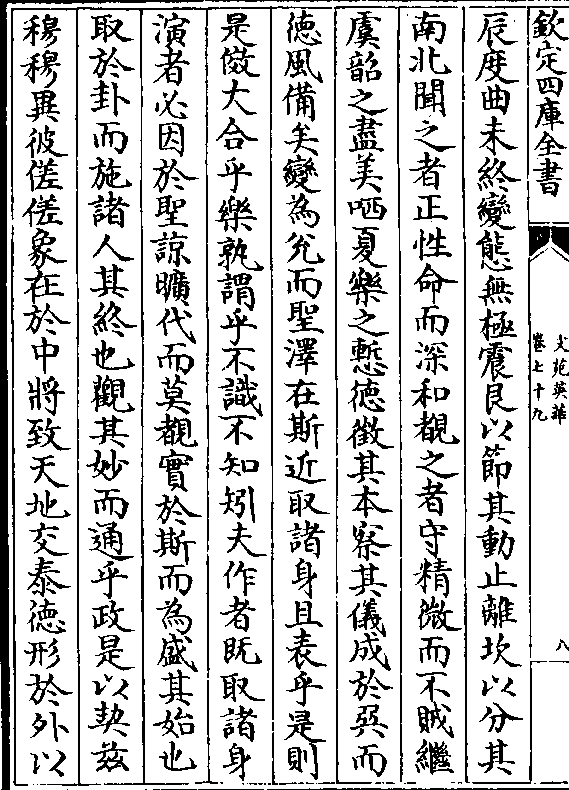 欽定四庫全書
文苑英華
卷七十九
八
辰度曲未終變態無極震艮以節其動止離坎以分其
南北聞之者正性命而深和覩之者守精微而不賊繼
虞韶之盡美哂夏樂之慙德徵其本察其儀成於巽而
德風備矣變為兊而聖澤在斯近取諸身且表乎是則
是傚大合乎樂孰謂乎不識不知矧夫作者既取諸身
演者必因於聖諒曠代而莫覩實於斯而為盛其始也
取於卦而施諸人其終也觀其妙而通乎政是以契兹
穆穆異彼傞傞象在於中將致天地交泰德形於外以